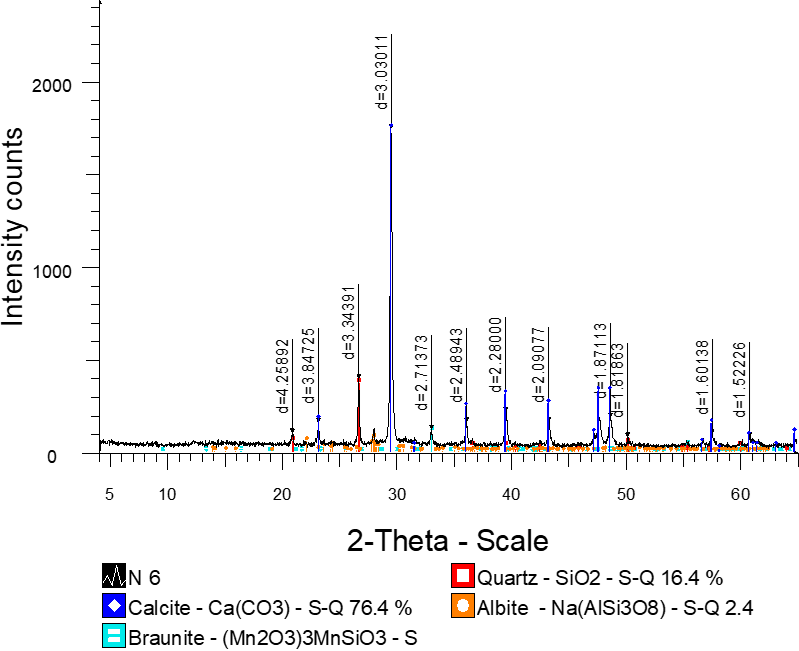 d=3.03011
2000
Intensity counts
1000
d=4.25892
d=3.84725
d=3.34391
d=2.71373
d=2.48943
d=2.28000
d=2.09077
d=1.87113
d=1.81863
d=1.60138
d=1.52226
0
5 10 20 30 40 50 60
2-Theta - Scale
N 6
Quartz - SiO2 - S-Q 16.4 %
Calcite - Ca(CO3) - S-Q 76.4 %
Albite - Na(AlSi3O8) - S-Q 2.4
Braunite - (Mn2O3)3MnSiO3 - S